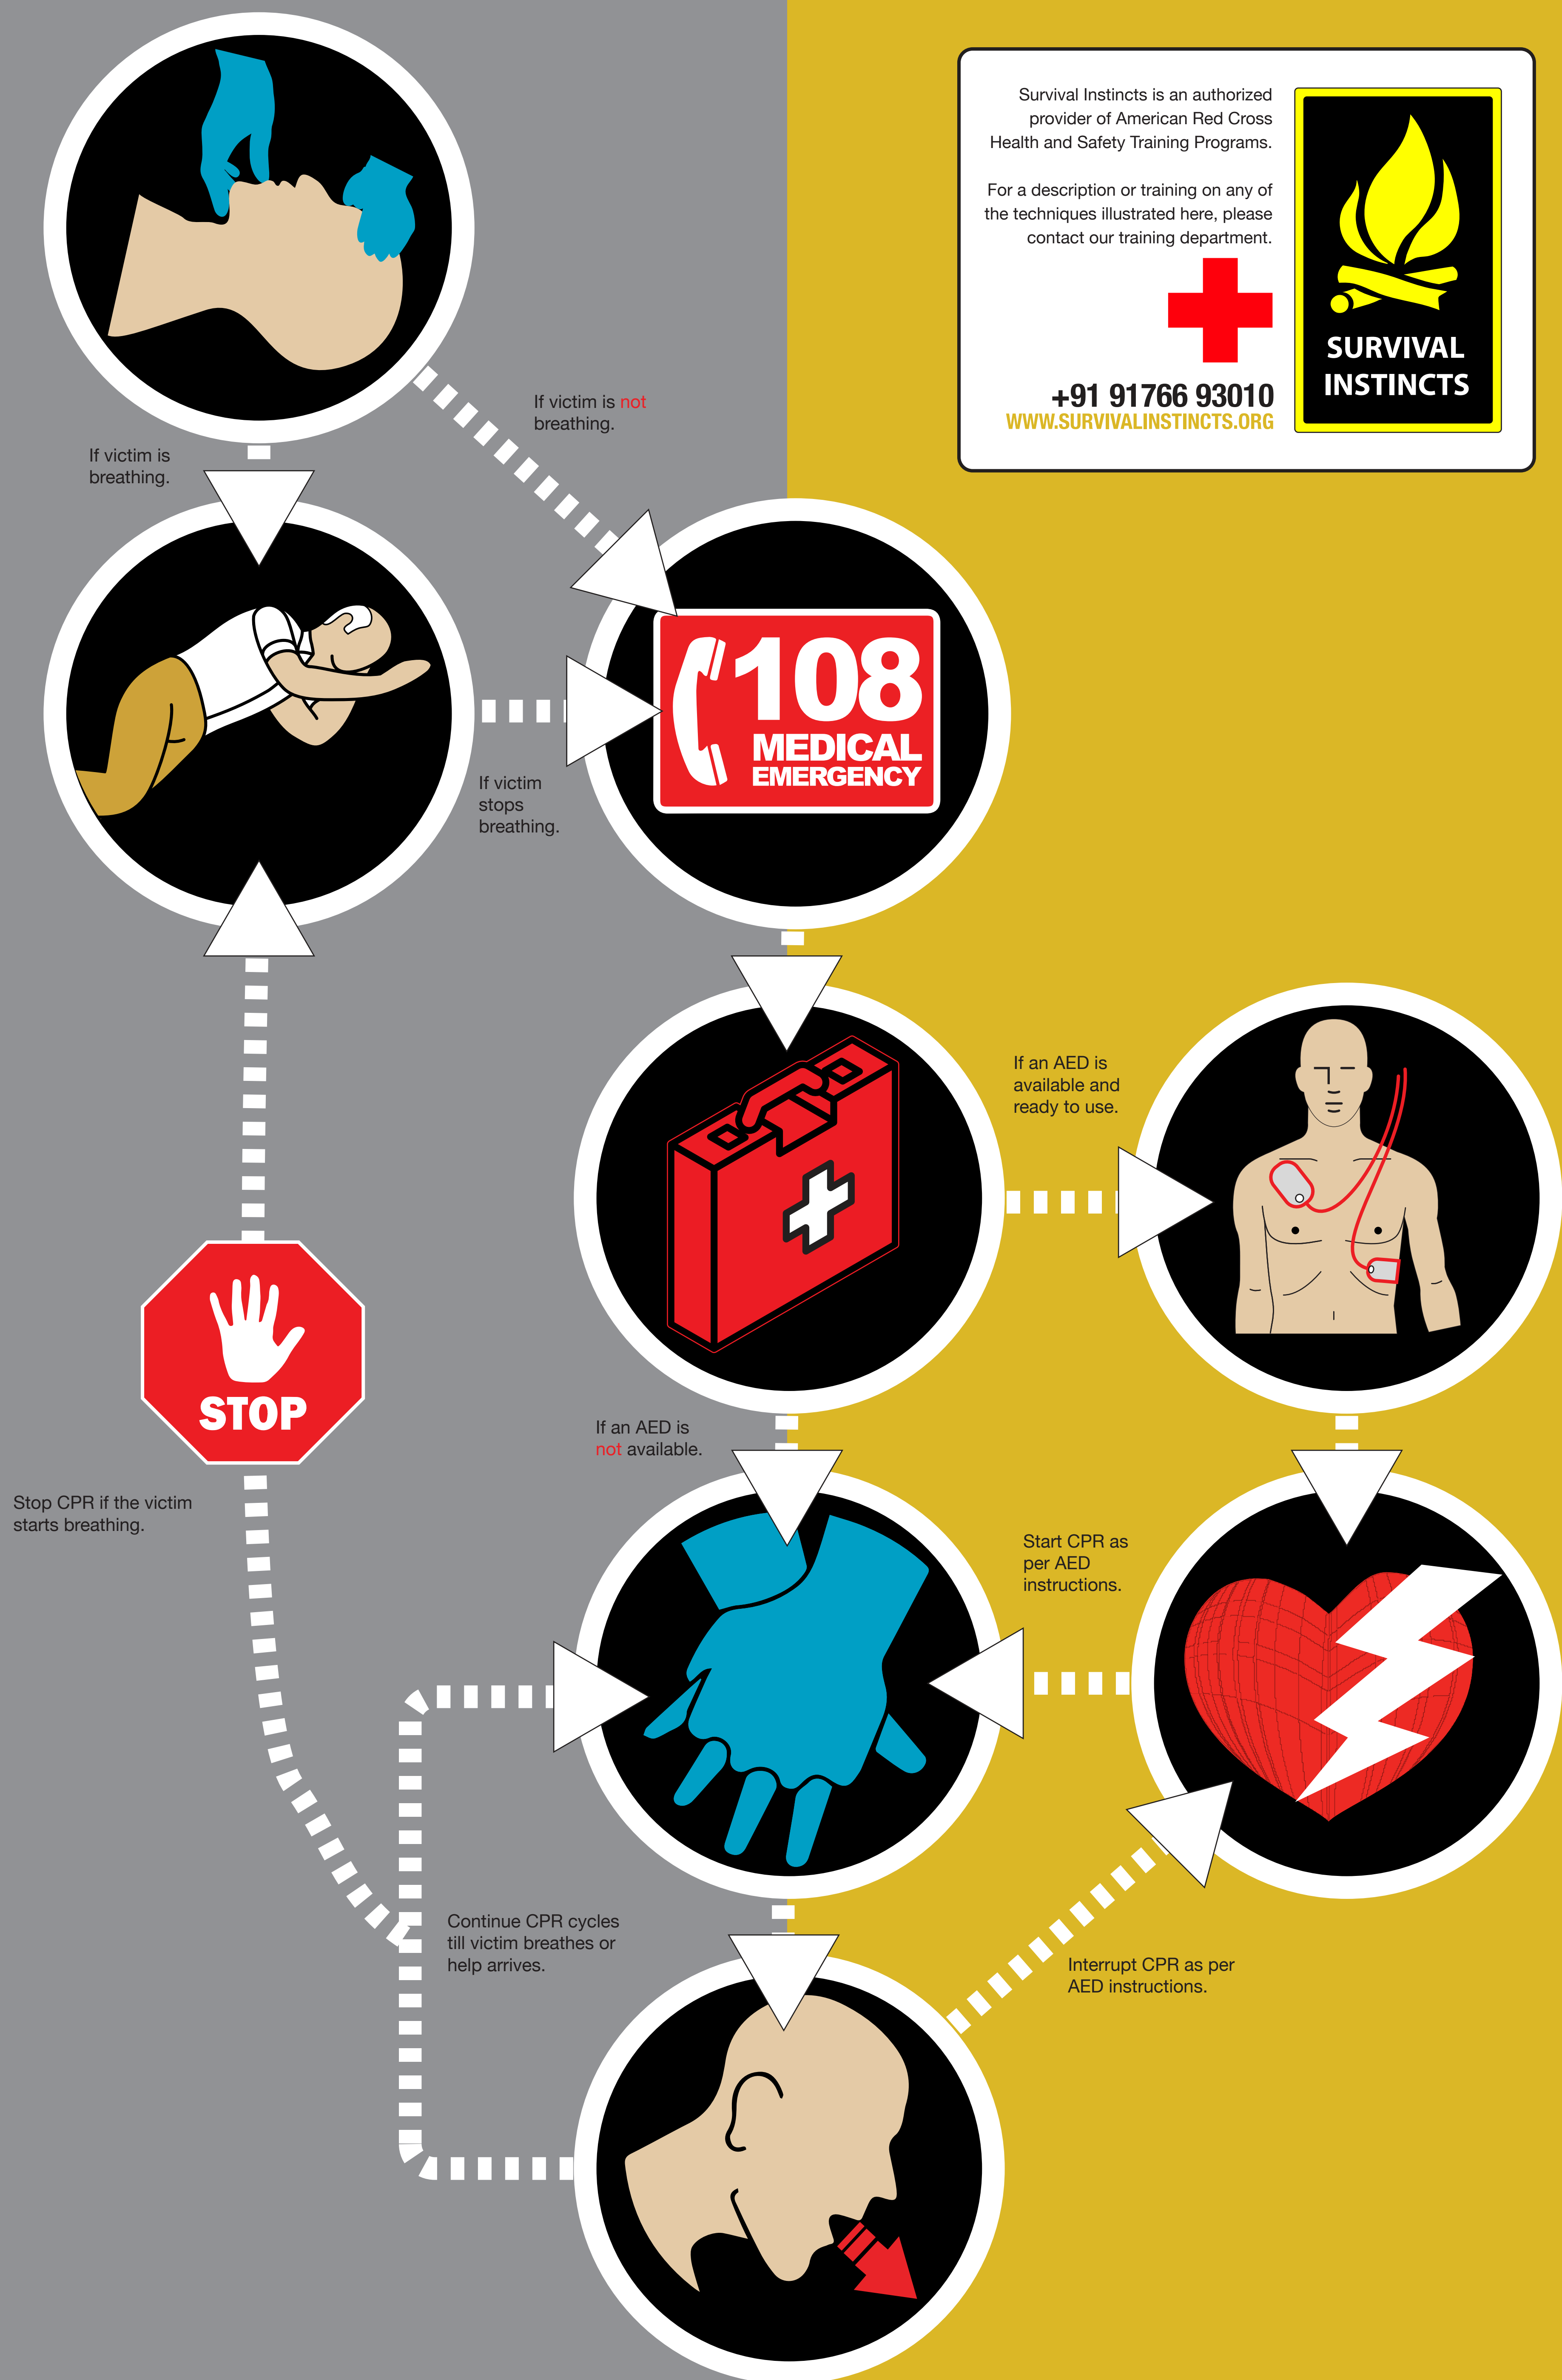 Survival Instincts is an authorized
provider of American Red Cross
Health and Safety Training Programs.
For a description or training on any of
the techniques illustrated here, please
contact our training department.
+91 91766 93010
WWW.SURVIVALINSTINCTS.ORG
SURVIVAL
INSTINCTS
If victim is not
breathing.
If victim is
breathing.
108
MEDICAL
EMERGENCY
If victim
stops
breathing.
If an AED is
available and
ready to use.
STOP
If an AED is
not available.
Stop CPR if the victim
starts breathing.
Start CPR as
per AED
instructions.
Continue CPR cycles
till victim breathes or
help arrives.
Interrupt CPR as per
AED instructions.